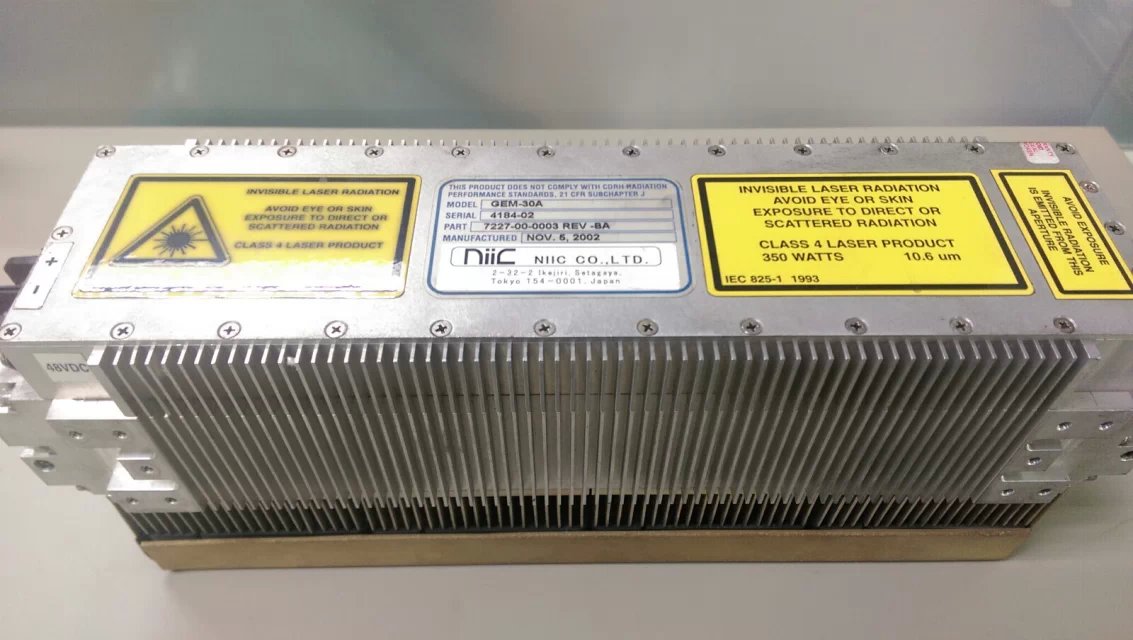 INVISIBLE LASER RADIATION
AVOID EYE OR SKIN
EXPOSURE TO DIRECT OR
SCATTERED RADIATION
CLASS 4 LASER PRODUCT
THIS PRODUCT DOES NOT COMPLY WITH CDRH RADIATION
PERFORMANCE STANDARDS, 21 CFR SUBCHAPTER J
MODEL GEM-30A
SERIAL 4184-02
PART 7227-00-0003 REV -BA
MANUFACTURED NOV. 5, 2002
niiC NIIC CO.,LTD.
2-32-2 Ikejiri, Setagaya,
Tokyo 154-0001, Japan
INVISIBLE LASER RADIATION
AVOID EYE OR SKIN
EXPOSURE TO DIRECT OR
SCATTERED RADIATION
CLASS 4 LASER PRODUCT
350 WATTS 10.6 um
IEC 825-1 1993
AVOID EXPOSURE
INVISIBLE RADIATION
IS EMITTED FROM THIS
APERTURE
+
-
48VDC